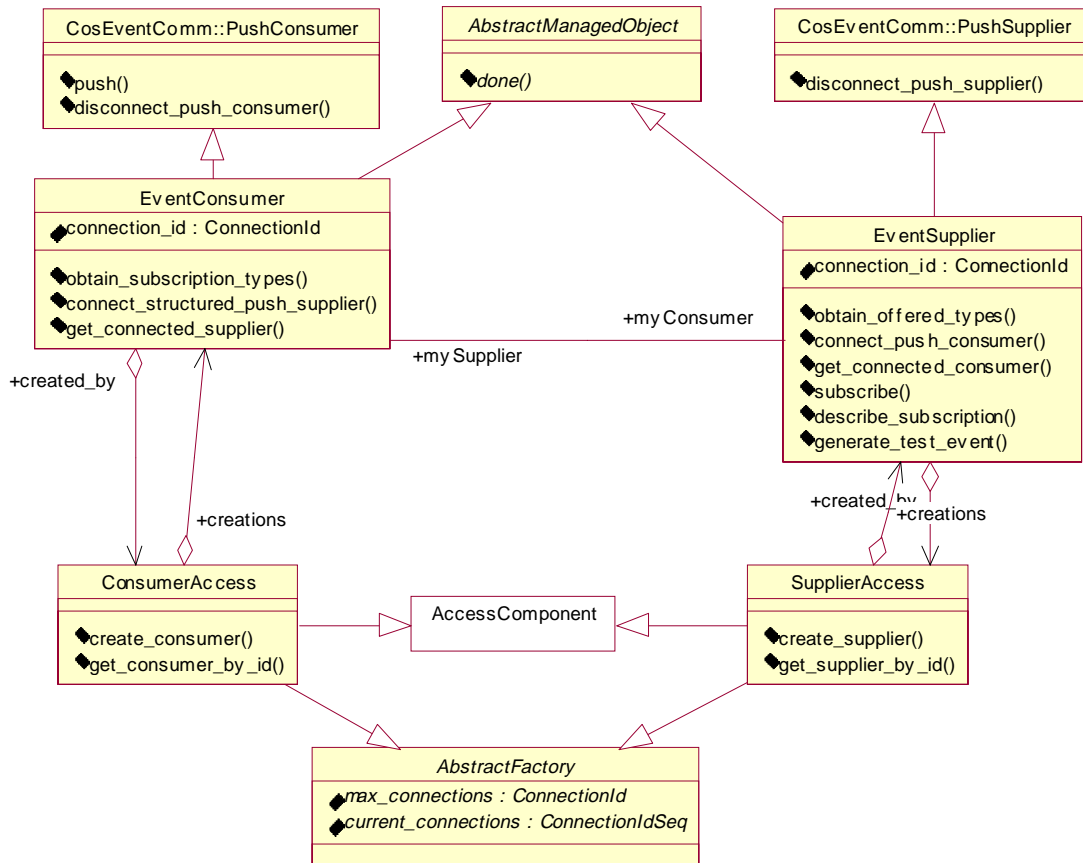 CosEventComm::PushConsumer
push()
disconnect_push_consumer()
AbstractManagedObject
done()
CosEventComm::PushSupplier
disconnect_push_supplier()
EventConsumer
connection_id : ConnectionId
obtain_subscription_types()
connect_structured_push_supplier()
get_connected_supplier()
EventSupplier
connection_id : ConnectionId
obtain_offered_types()
connect_push_consumer()
get_connected_consumer()
subscribe()
describe_subscription()
generate_test_event()
+myConsumer
+mySupplier
+created_by
+creations
+created_by
+creations
ConsumerAccess
create_consumer()
get_consumer_by_id()
AccessComponent
SupplierAccess
create_supplier()
get_supplier_by_id()
AbstractFactory
max_connections : ConnectionId
current_connections : ConnectionIdSeq